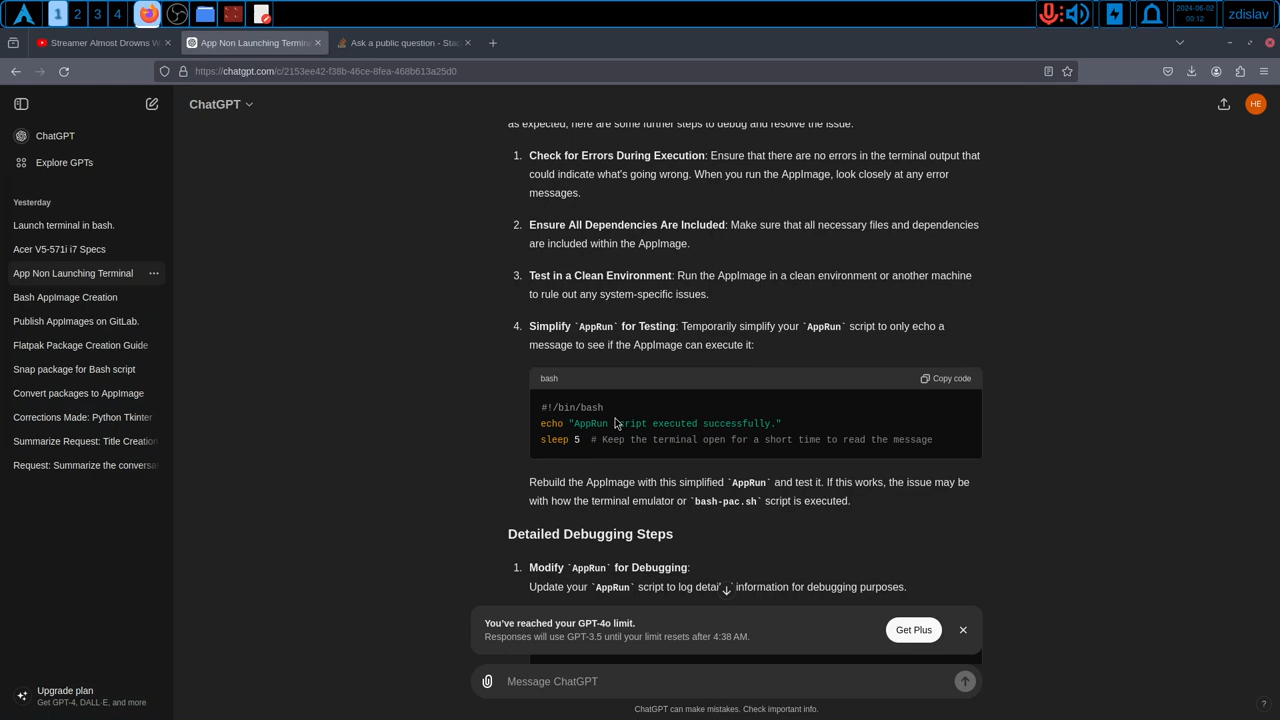 1 2 3 4
2024-06-02
00:12
zdislav
Streamer Almost Drowns W
App Non Launching Termina
Ask a public question - Stac
https://chatgpt.com/c/2153ee42-f38b-46ce-8fea-468b613a25d0
ChatGPT
HE
ChatGPT
Explore GPTs
Yesterday
Launch terminal in bash.
Acer V5-571i i7 Specs
App Non Launching Terminal
Bash AppImage Creation
Publish AppImages on GitLab.
Flatpak Package Creation Guide
Snap package for Bash script
Convert packages to AppImage
Corrections Made: Python Tkinter
Summarize Request: Title Creation
Request: Summarize the conversa
Upgrade plan
Get GPT-4, DALL·E, and more
as expected, here are some further steps to debug and resolve the issue.
1. Check for Errors During Execution: Ensure that there are no errors in the terminal output that
could indicate what's going wrong. When you run the AppImage, look closely at any error
messages.
2. Ensure All Dependencies Are Included: Make sure that all necessary files and dependencies
are included within the AppImage.
3. Test in a Clean Environment: Run the AppImage in a clean environment or another machine
to rule out any system-specific issues.
4. Simplify `AppRun` for Testing: Temporarily simplify your `AppRun` script to only echo a
message to see if the AppImage can execute it:
bash
Copy code
#!/bin/bash
echo "AppRun script executed successfully."
sleep 5 # Keep the terminal open for a short time to read the message
Rebuild the AppImage with this simplified `AppRun` and test it. If this works, the issue may be
with how the terminal emulator or `bash-pac.sh` script is executed.
Detailed Debugging Steps
1. Modify `AppRun` for Debugging:
Update your `AppRun` script to log detailed information for debugging purposes.
You've reached your GPT-4o limit.
Responses will use GPT-3.5 until your limit resets after 4:38 AM.
Get Plus
Message ChatGPT
ChatGPT can make mistakes. Check important info.
?